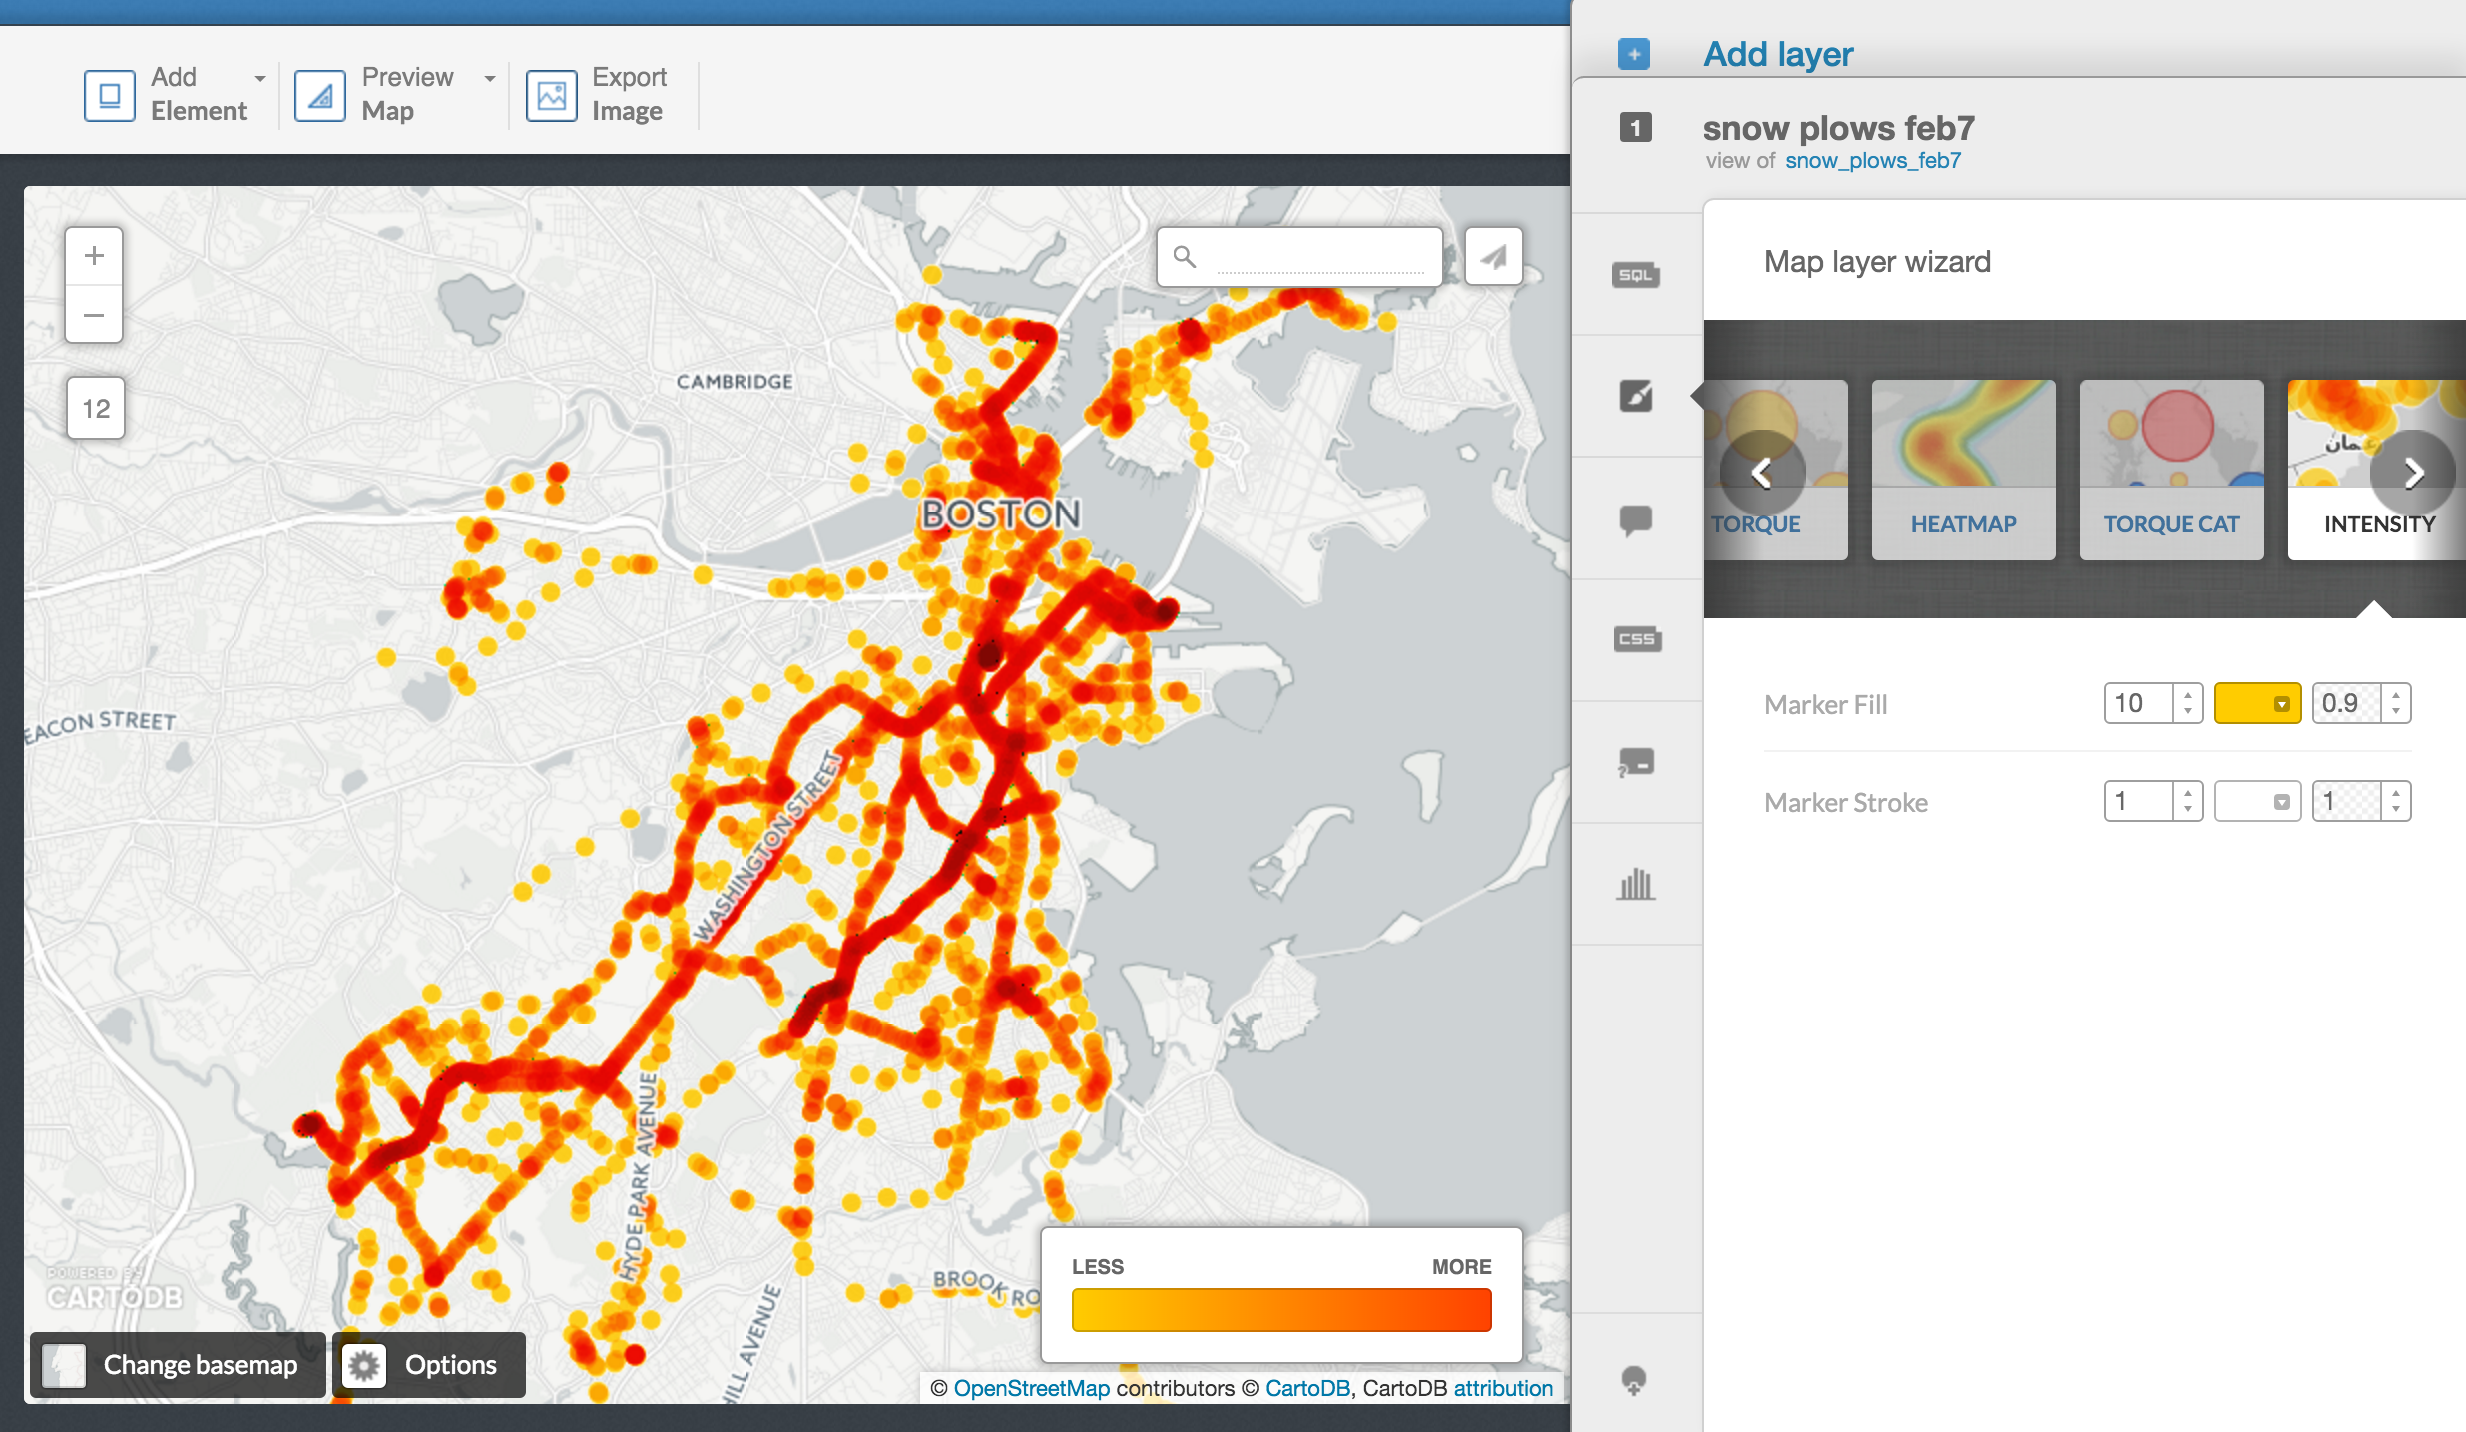 Add
Element
Preview
Map
Export
Image
Add layer
1
snow plows feb7
view of snow_plows_feb7
+
−
12
CAMBRIDGE
BOSTON
EACON STREET
WASHINGTON STREET
HYDE PARK AVENUE
HILL AVENUE
BROOK RO
POWERED BY
CARTODB
Change basemap
Options
LESS MORE
© OpenStreetMap contributors © CartoDB, CartoDB attribution
SQL
CSS
?
Map layer wizard
TORQUE
HEATMAP
TORQUE CAT
INTENSITY
Marker Fill 10 0.9
Marker Stroke 1 1